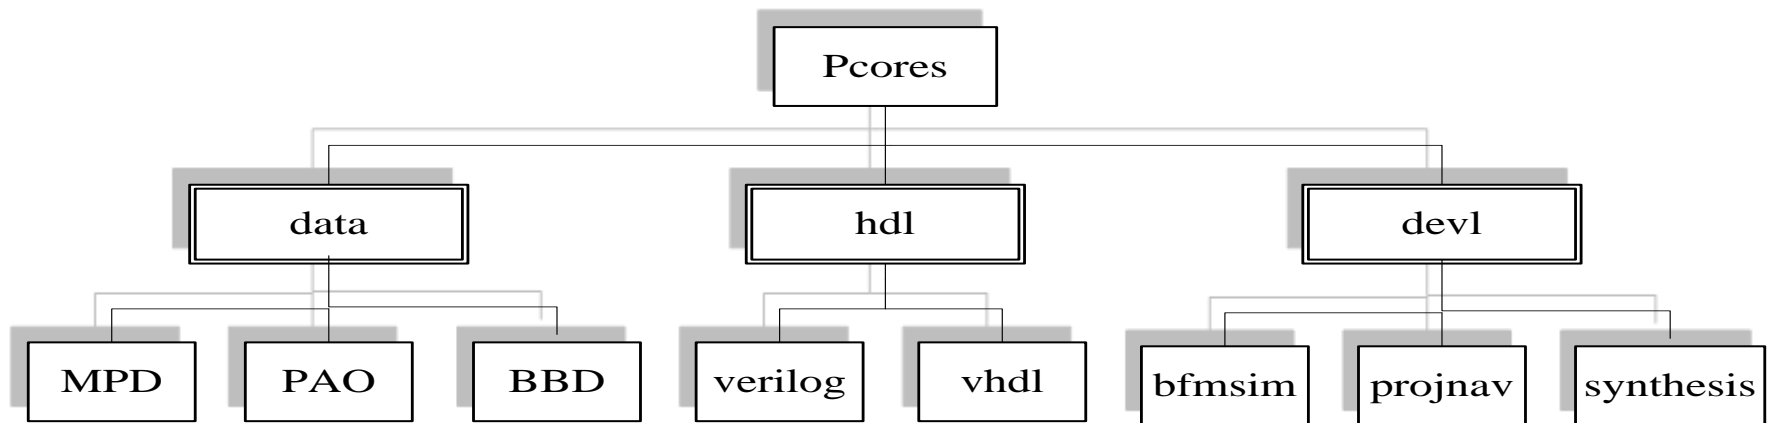 Pcores
data
hdl
devl
MPD
PAO
BBD
verilog
vhdl
bfmsim
projnav
synthesis